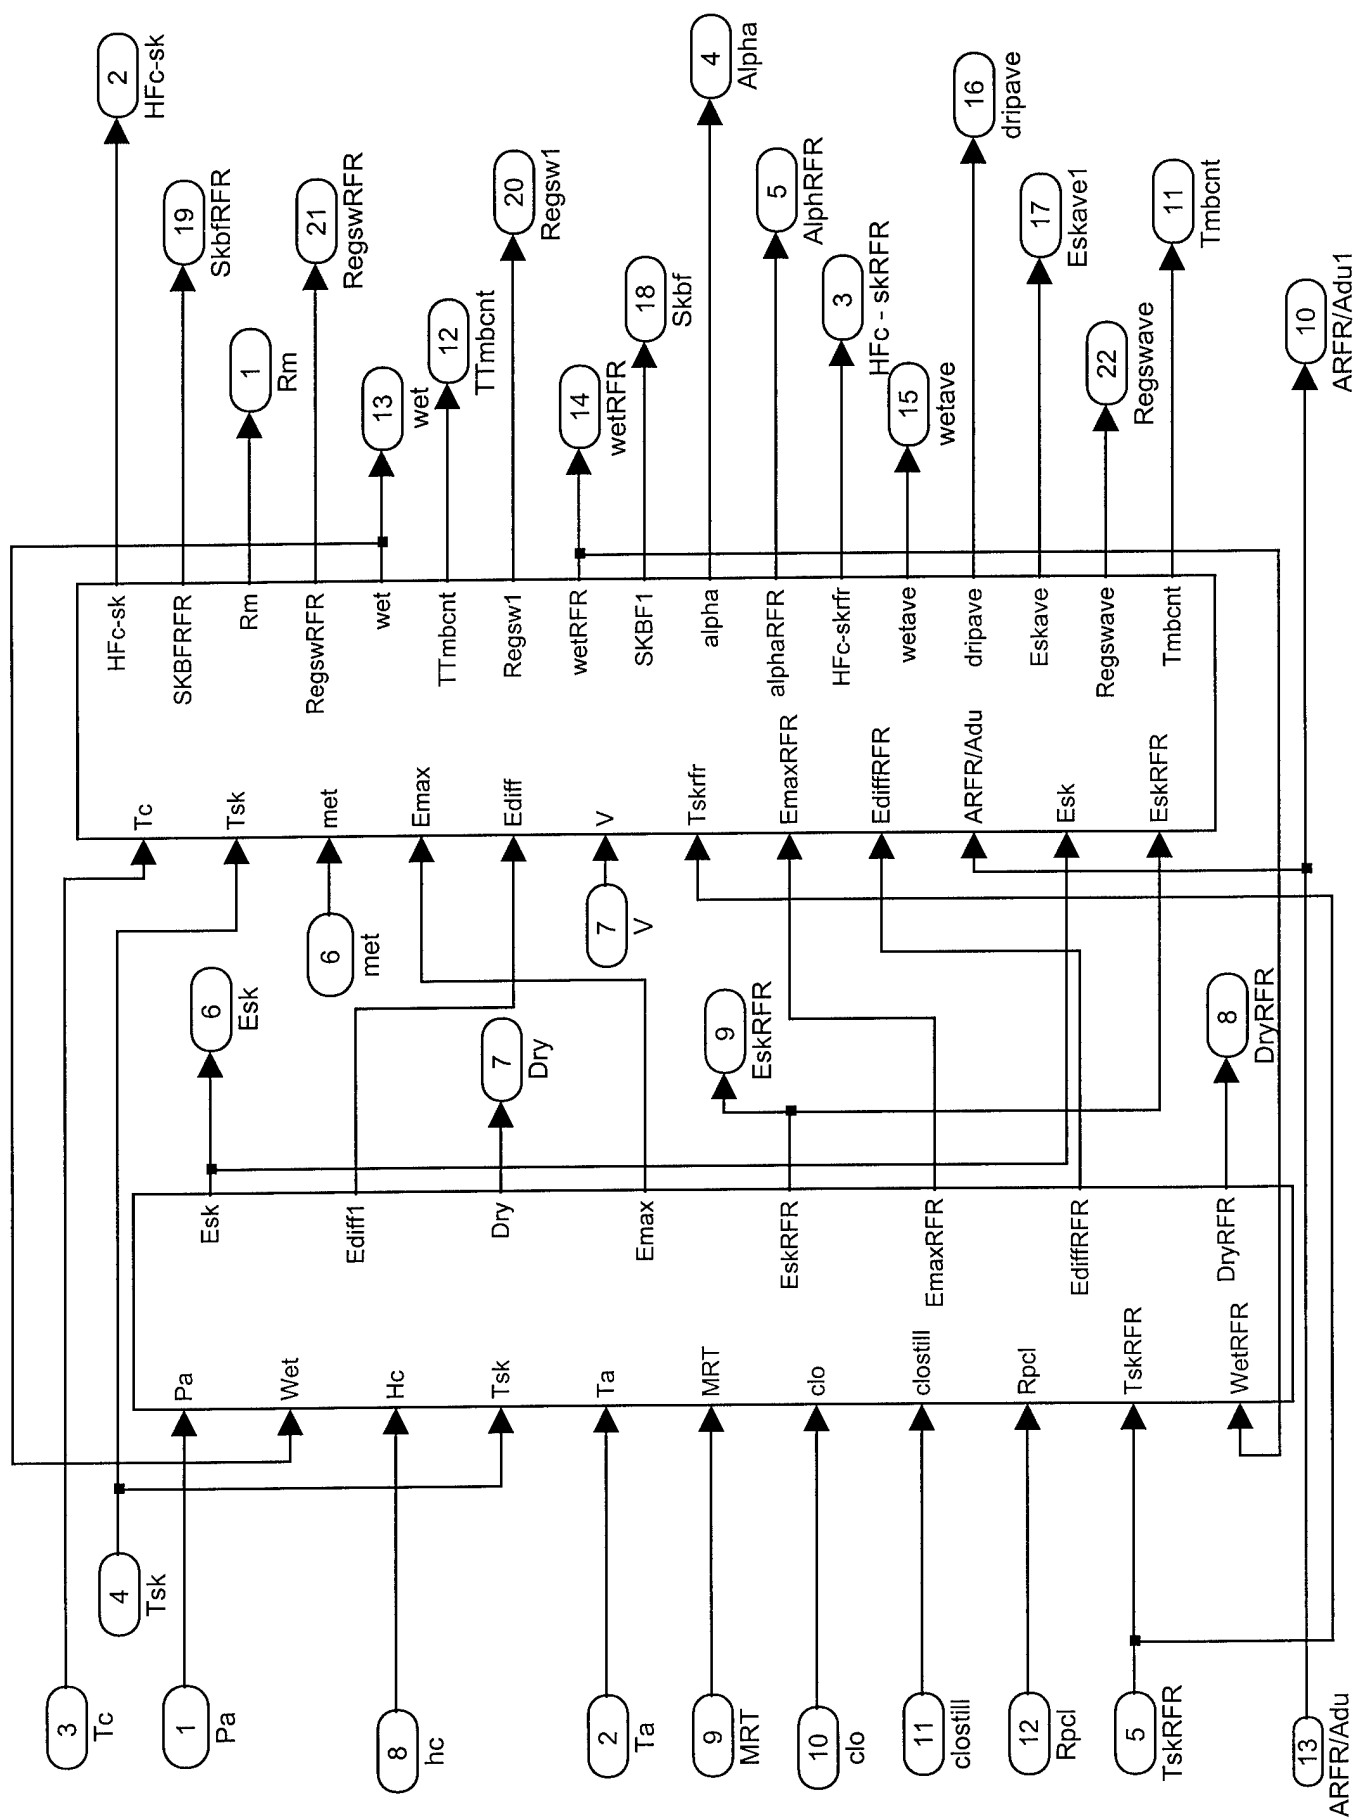 3
Tc
4
Tsk
1
Pa
8
hc
2
Ta
9
MRT
10
clo
11
clostill
12
Rpcl
5
TskRFR
13
ARFR/Adu
Pa
Wet
Hc
Tsk
Ta
MRT
clo
clostill
Rpcl
TskRFR
WetRFR
Esk
Ediff1
Dry
Emax
EskRFR
EmaxRFR
EdiffRFR
DryRFR
6
Esk
7
Dry
9
EskRFR
8
DryRFR
6
met
7
V
Tc
Tsk
met
Emax
Ediff
V
Tskrfr
EmaxRFR
EdiffRFR
ARFR/Adu
Esk
EskRFR
HFc-sk
SKBFRFR
Rm
RegswRFR
wet
TTmbcnt
Regsw1
wetRFR
SKBF1
alpha
alphaRFR
HFc-skrfr
wetave
dripave
Eskave
Regswave
Tmbcnt
2
HFc-sk
19
SkbfRFR
1
Rm
21
RegswRFR
13
wet
12
TTmbcnt
20
Regsw1
14
wetRFR
18
Skbf
4
Alpha
5
AlphRFR
3
HFc - skRFR
15
wetave
16
dripave
17
Eskave1
22
Regswave
11
Tmbcnt
10
ARFR/Adu1